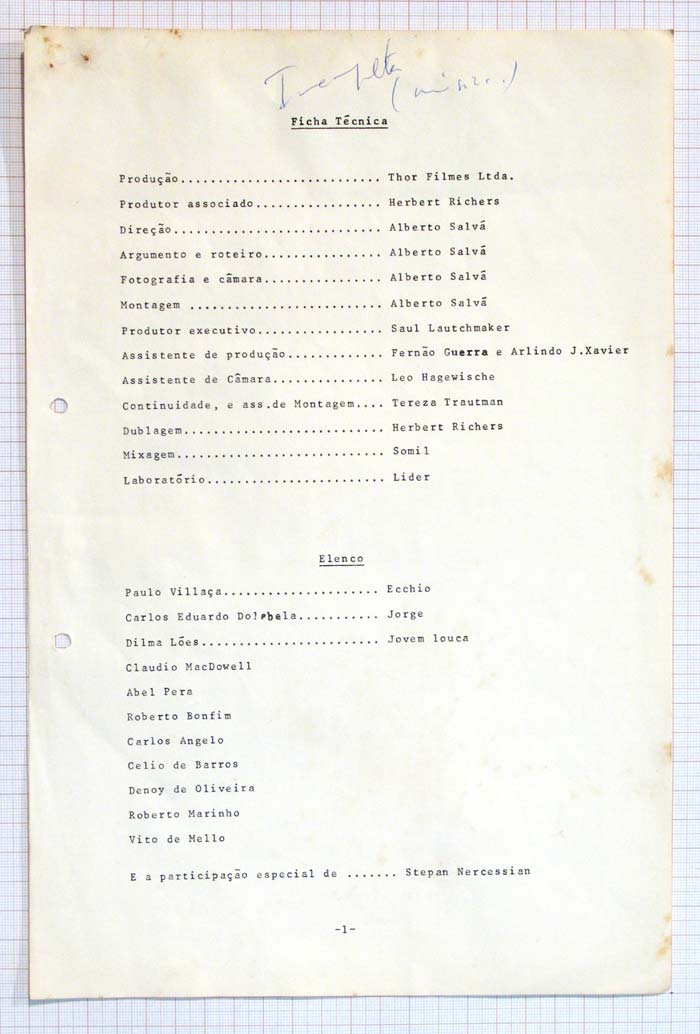 Ficha Técnica
Produção........................... Thor Filmes Ltda.
Produtor associado................. Herbert Richers
Direção............................ Alberto Salvá
Argumento e roteiro................ Alberto Salvá
Fotografia e câmara................ Alberto Salvá
Montagem .......................... Alberto Salvá
Produtor executivo................. Saul Lautchmaker
Assistente de produção............. Fernão Guerra e Arlindo J.Xavier
Assistente de Câmara............... Leo Hagewische
Continuidade, e ass.de Montagem.... Tereza Trautman
Dublagem........................... Herbert Richers
Mixagem............................ Somil
Laboratório........................ Lider
Elenco
Paulo Villaça..................... Ecchio
Carlos Eduardo Dolabela........... Jorge
Dilma Lóes........................ Jovem louca
Claudio MacDowell
Abel Pera
Roberto Bonfim
Carlos Angelo
Celio de Barros
Denoy de Oliveira
Roberto Marinho
Vito de Mello
E a participação especial de ....... Stepan Nercessian
-1-